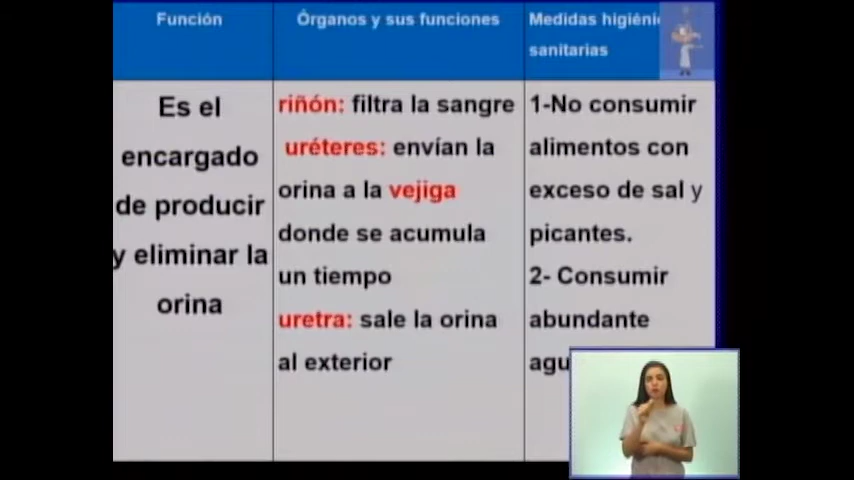 Función
Es el
encargado
de producir
y eliminar la
orina
Órganos y sus funciones
riñón: filtra la sangre
uréteres: envían la
orina a la vejiga
donde se acumula
un tiempo
uretra: sale la orina
al exterior
Medidas
sanitarias
1-No consumir
alimentos con
exceso de sal y
picantes.
2- Consumir
abundante